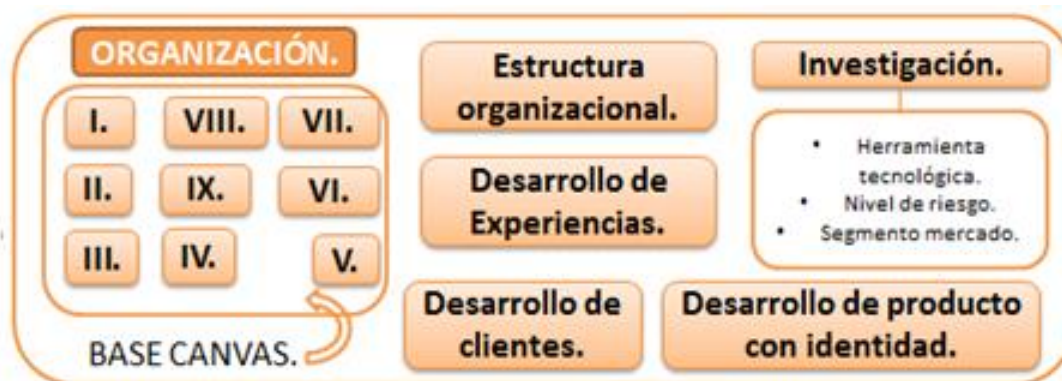 ORGANIZACIÓN.
I. VIII. VII.
II. IX. VI.
III. IV. V.
BASE CANVAS.
Estructura
organizacional.
Desarrollo de
Experiencias.
Investigación.
• Herramienta
tecnológica.
• Nivel de riesgo.
• Segmento mercado.
Desarrollo de
clientes.
Desarrollo de producto
con identidad.